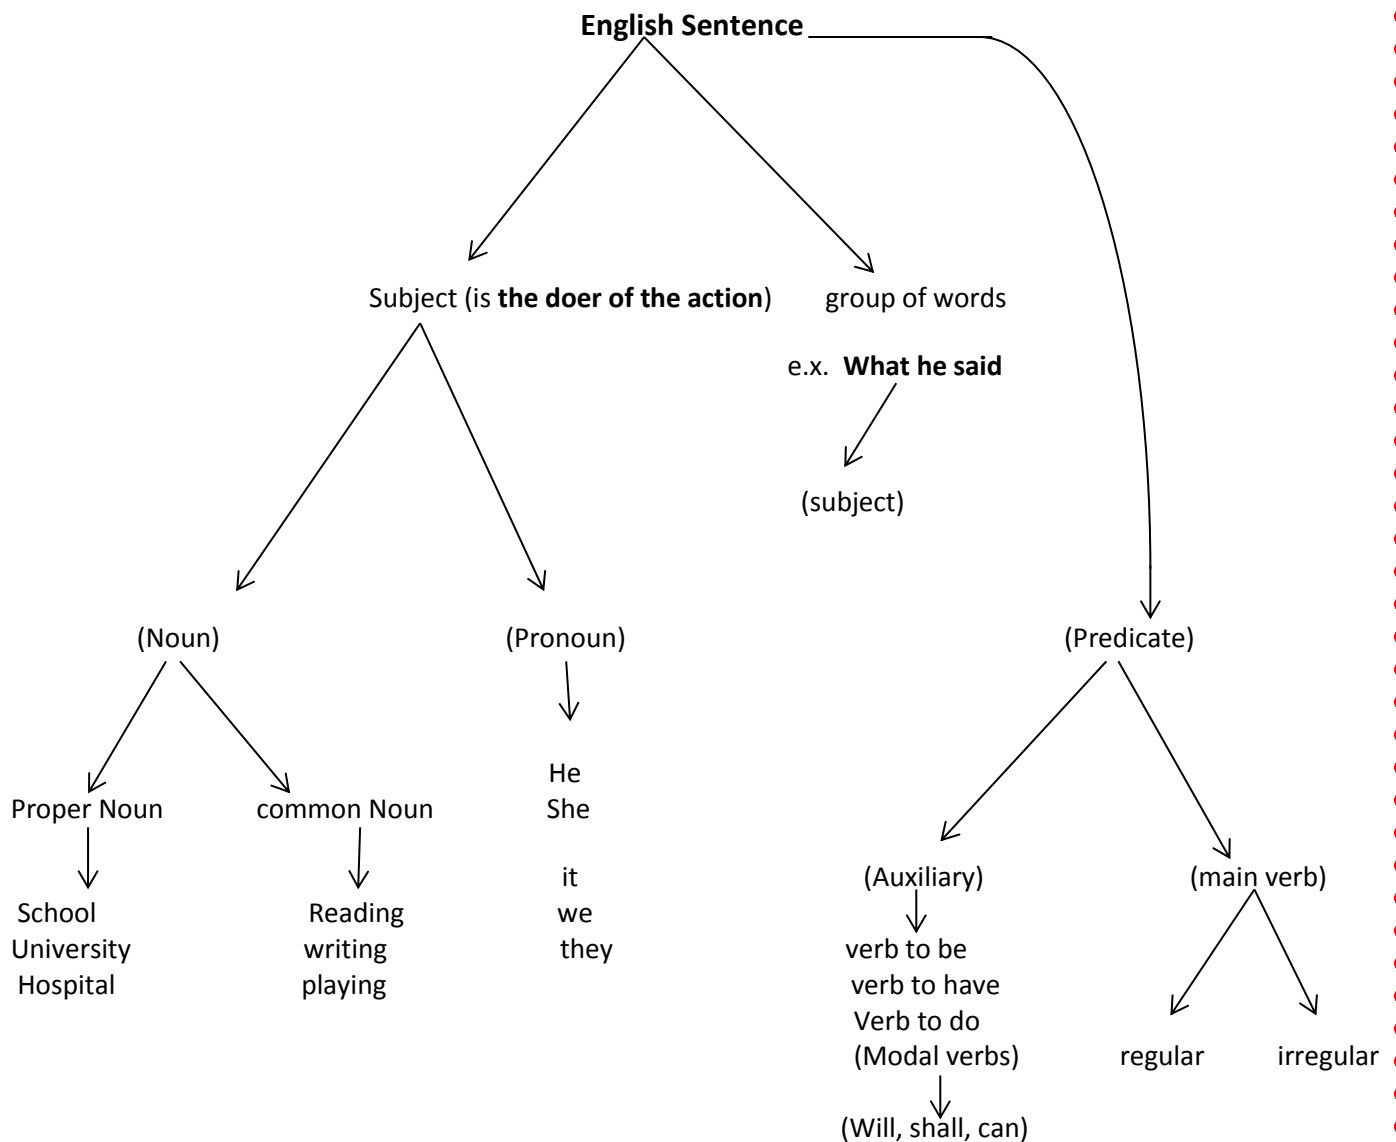 English Sentence
Subject (is the doer of the action)
group of words
e.x. What he said
(subject)
(Noun)
(Pronoun)
(Predicate)
Proper Noun
common Noun
He
She
it
we
they
School
University
Hospital
Reading
writing
playing
(Auxiliary)
(main verb)
verb to be
verb to have
Verb to do
(Modal verbs)
regular
irregular
(Will, shall, can)